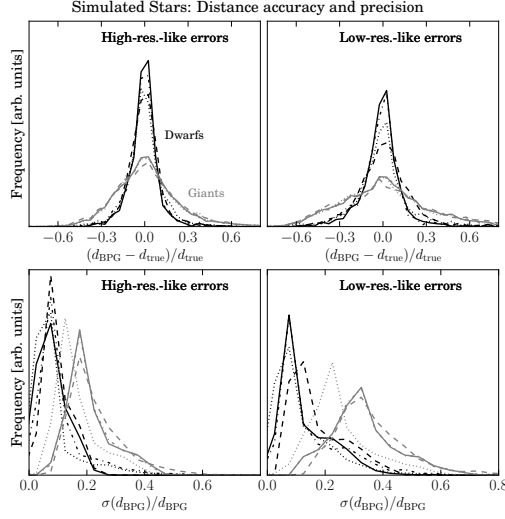 Simulated Stars: Distance accuracy and precision
High-res.-like errors
Low-res.-like errors
Frequency [arb. units]
Dwarfs
Giants
−0.6 −0.3 0.0 0.3 0.6
−0.6 −0.3 0.0 0.3 0.6
(d_BPG − d_true)/d_true
(d_BPG − d_true)/d_true
High-res.-like errors
Low-res.-like errors
Frequency [arb. units]
0.0 0.2 0.4 0.6
0.0 0.2 0.4 0.6 0.8
σ(d_BPG)/d_BPG
σ(d_BPG)/d_BPG